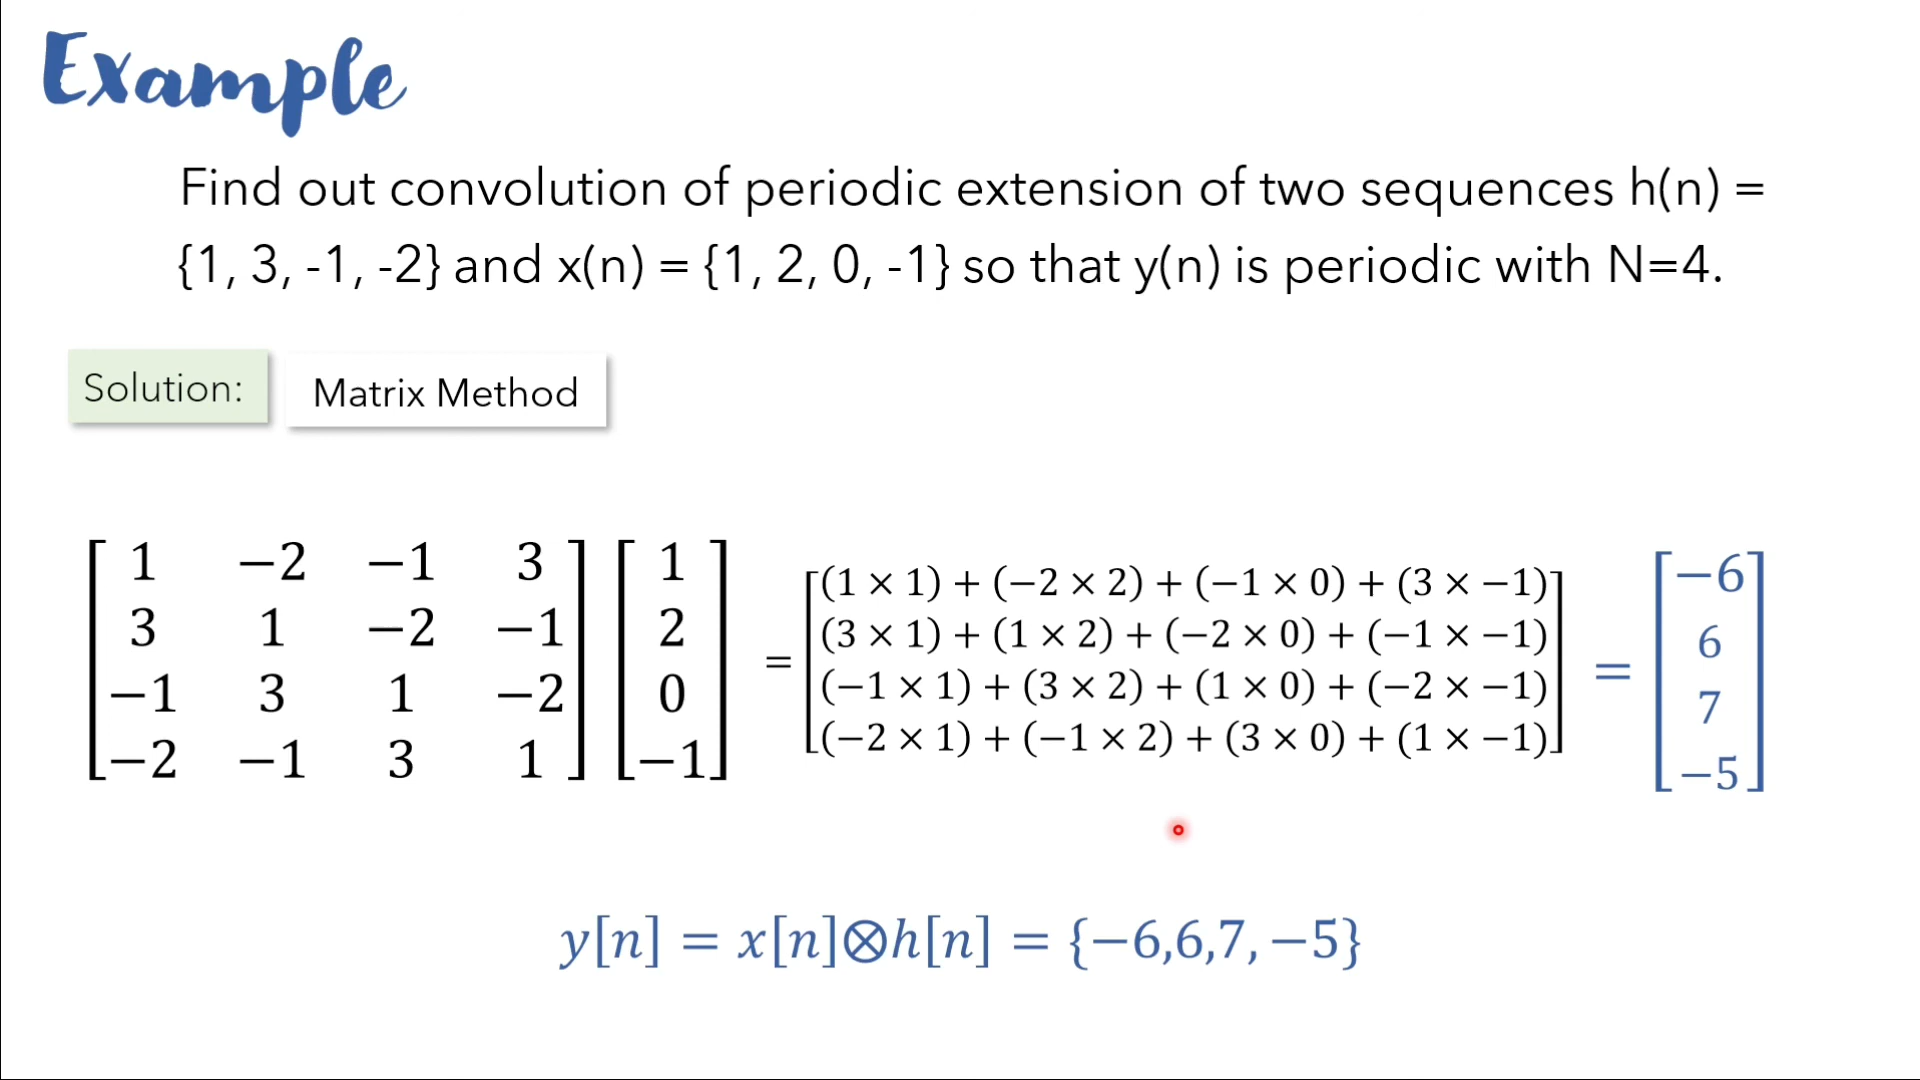 Example
Find out convolution of periodic extension of two sequences h(n) =
{1, 3, -1, -2} and x(n) = {1, 2, 0, -1} so that y(n) is periodic with N=4.
Solution:
Matrix Method
[1 −2 −1 3] [1] = [(1 × 1) + (−2 × 2) + (−1 × 0) + (3 × −1)] = [−6]
[3 1 −2 −1] [2] [(3 × 1) + (1 × 2) + (−2 × 0) + (−1 × −1)] [6]
[−1 3 1 −2] [0] [(−1 × 1) + (3 × 2) + (1 × 0) + (−2 × −1)] [7]
[−2 −1 3 1] [−1] [(−2 × 1) + (−1 × 2) + (3 × 0) + (1 × −1)] [−5]
y[n] = x[n]⊗h[n] = {−6,6,7, −5}